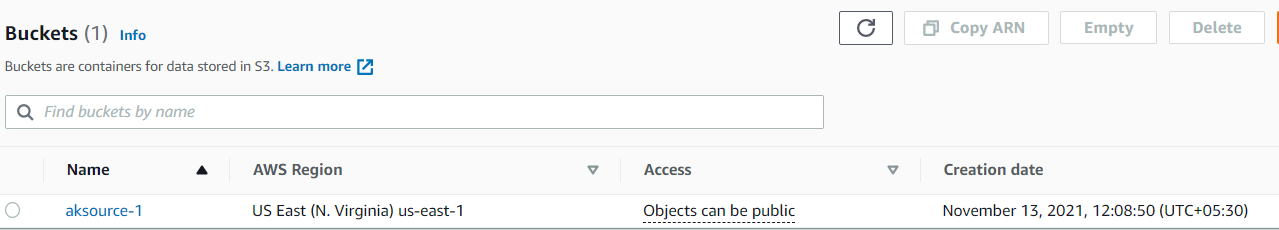 Buckets (1) Info
Copy ARN Empty Delete
Buckets are containers for data stored in S3. Learn more
Find buckets by name
Name AWS Region Access Creation date
aksource-1 US East (N. Virginia) us-east-1 Objects can be public November 13, 2021, 12:08:50 (UTC+05:30)